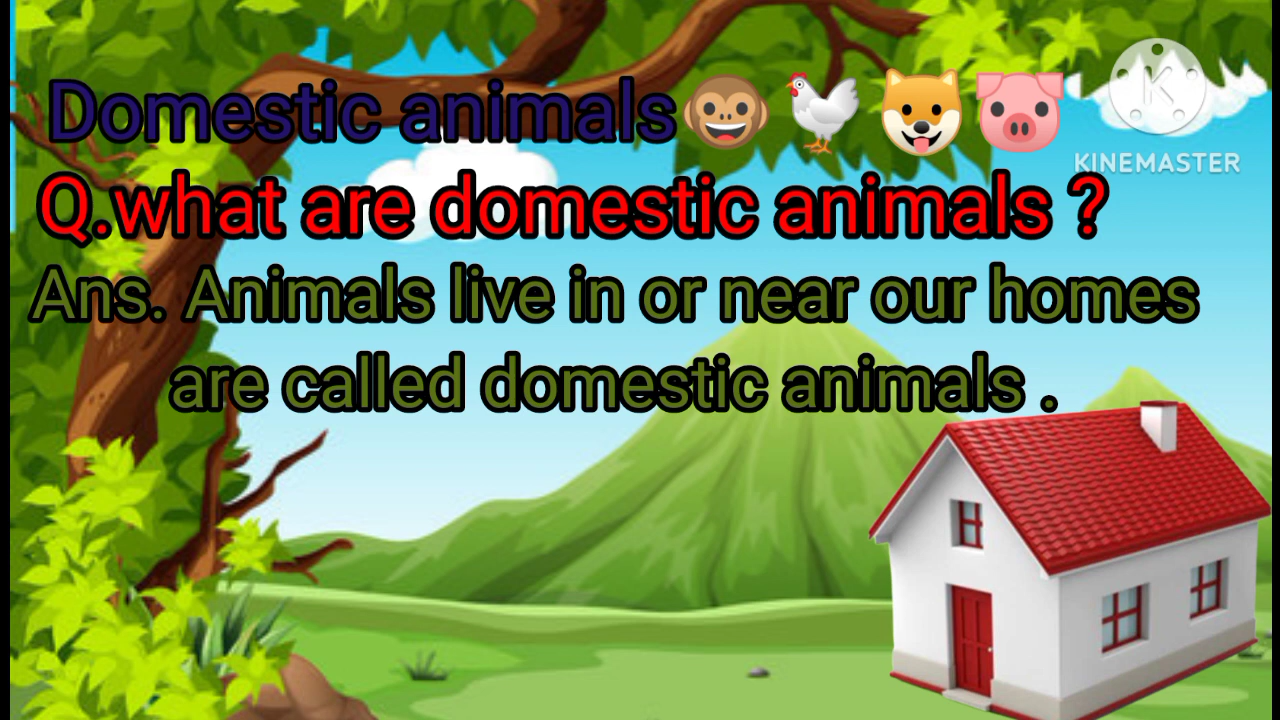 Domestic animals🐵🐓🐶🐷
KINEMASTER
Q.what are domestic animals ?
Ans. Animals live in or near our homes
are called domestic animals .